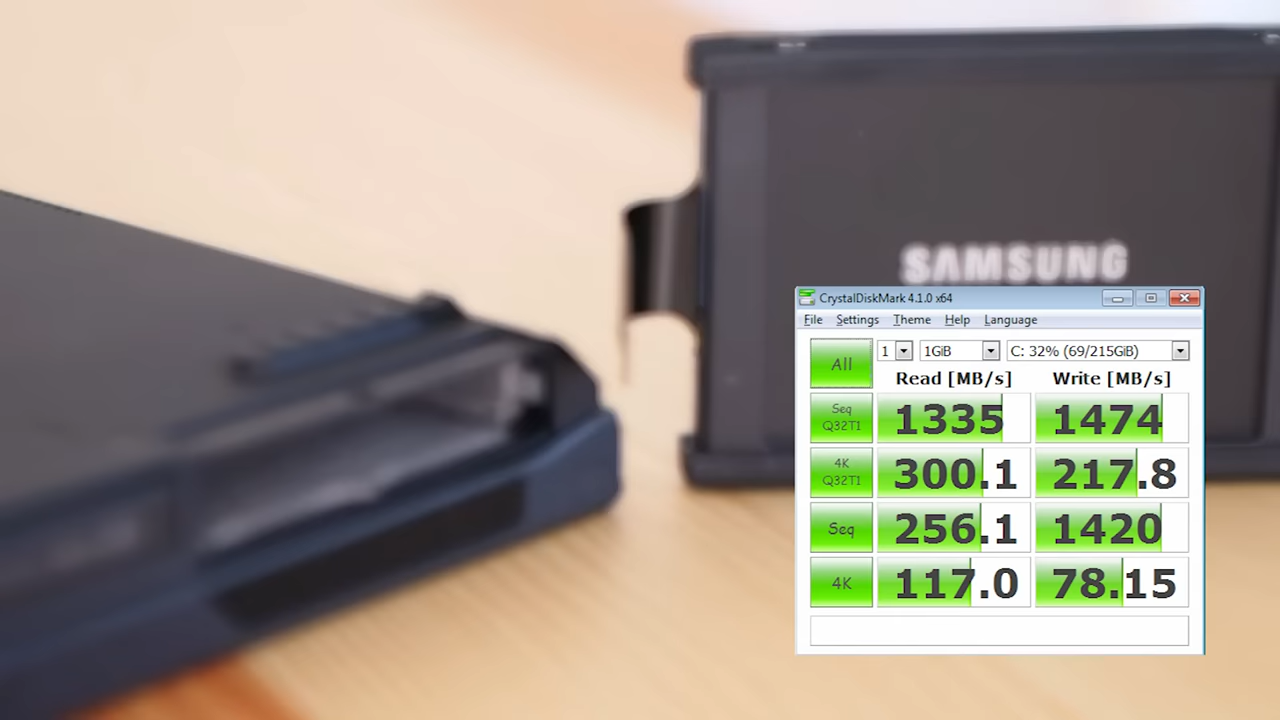 SAMSUNG
CrystalDiskMark 4.1.0 x64
File Settings Theme Help Language
All 1 1GiB C: 32% (69/215GiB)
Read [MB/s] Write [MB/s]
Seq Q32T1 1335 1474
4K Q32T1 300.1 217.8
Seq 256.1 1420
4K 117.0 78.15